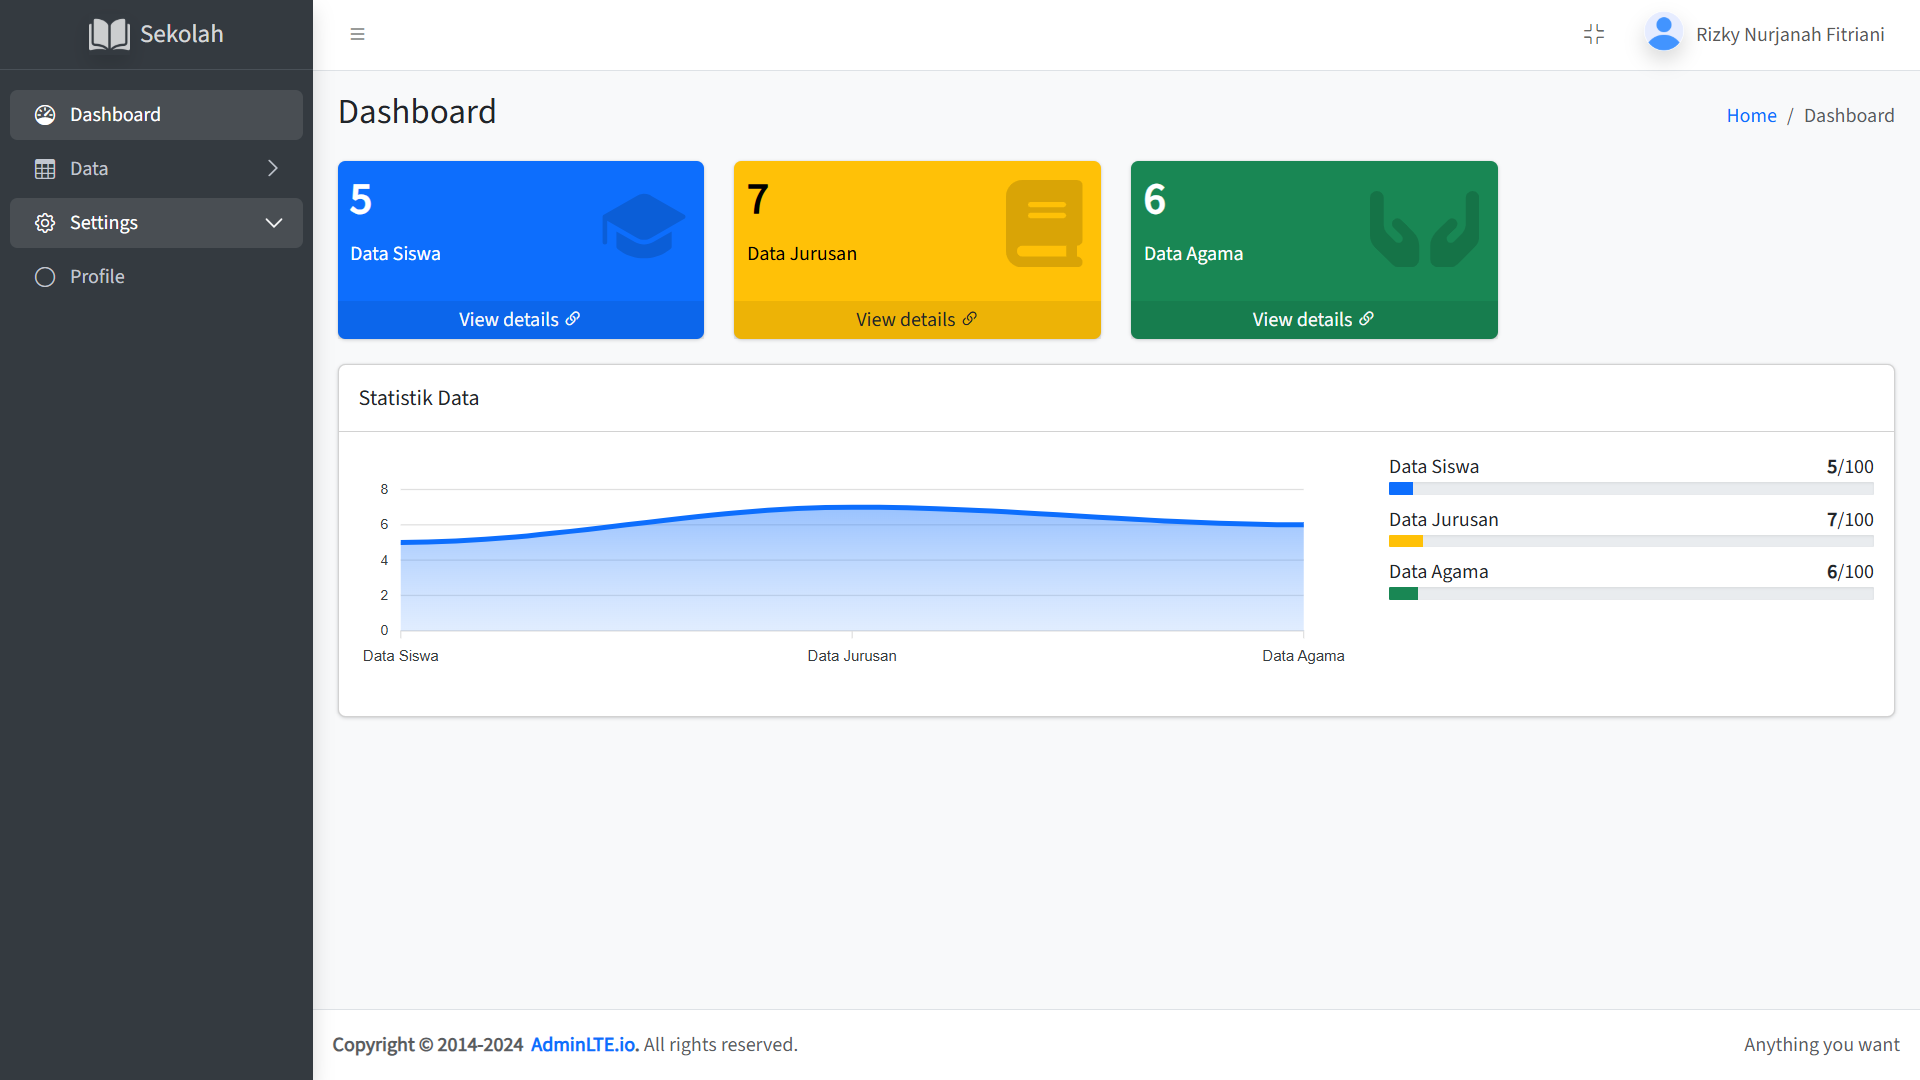 Sekolah
Rizky Nurjanah Fitriani
Dashboard
Data
Settings
Profile
Dashboard
Home / Dashboard
5
Data Siswa
View details
7
Data Jurusan
View details
6
Data Agama
View details
Statistik Data
8
6
4
2
0
Data Siswa
Data Jurusan
Data Agama
Data Siswa 5/100
Data Jurusan 7/100
Data Agama 6/100
Copyright © 2014-2024 AdminLTE.io. All rights reserved.
Anything you want